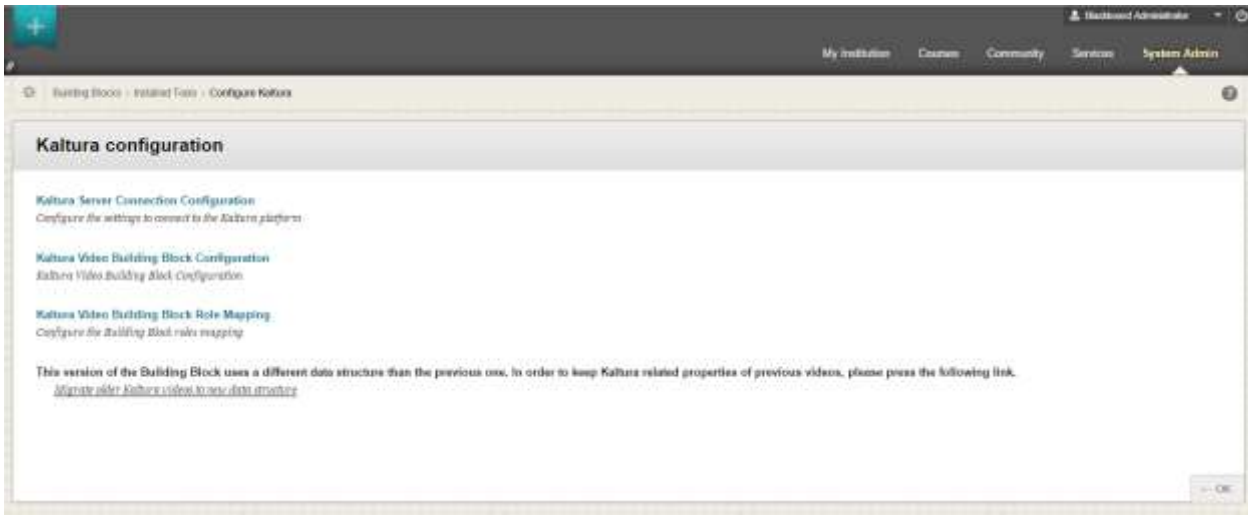 Blackboard Administrator
My Institution Courses Community Services System Admin
Building Blocks Installed Tools Configure Kaltura
Kaltura configuration
Kaltura Server Connection Configuration
Configure the settings to connect to the Kaltura platform
Kaltura Video Building Block Configuration
Kaltura Video Building Block Configuration
Kaltura Video Building Block Role Mapping
Configure the Building Block roles mapping
This version of the Building Block uses a different data structure than the previous one. In order to keep Kaltura related properties of previous videos, please press the following link.
Migrate older Kaltura videos to new data structure
← OK